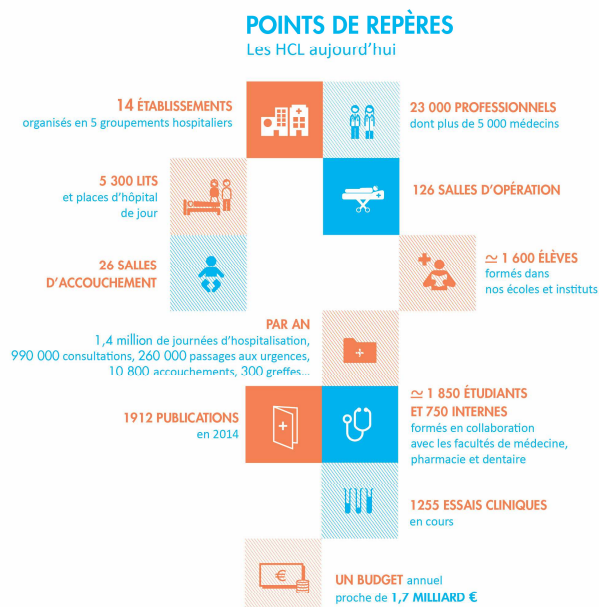 POINTS DE REPÈRES
Les HCL aujourd'hui
14 ÉTABLISSEMENTS
organisés en 5 groupements hospitaliers
23 000 PROFESSIONNELS
dont plus de 5 000 médecins
5 300 LITS
et places d'hôpital
de jour
126 SALLES D'OPÉRATION
26 SALLES
D'ACCOUCHEMENT
≃ 1 600 ÉLÈVES
formés dans
nos écoles et instituts
PAR AN
1,4 million de journées d'hospitalisation,
990 000 consultations, 260 000 passages aux urgences,
10 800 accouchements, 300 greffes...
1912 PUBLICATIONS
en 2014
≃ 1 850 ÉTUDIANTS
ET 750 INTERNES
formés en collaboration
avec les facultés de médecine,
pharmacie et dentaire
1255 ESSAIS CLINIQUES
en cours
€
UN BUDGET annuel
proche de 1,7 MILLIARD €